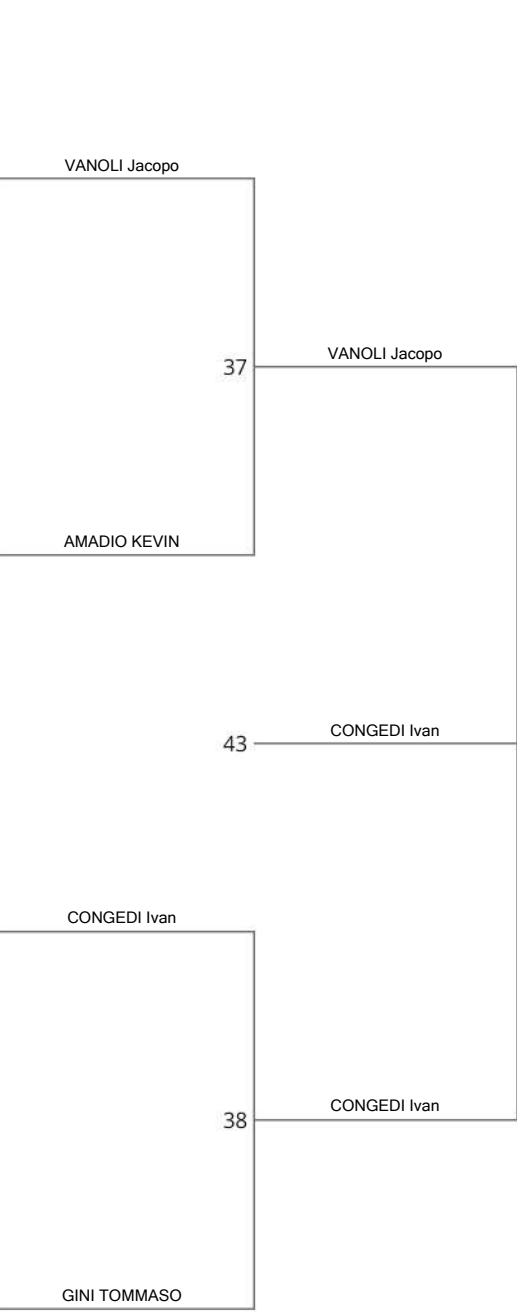 VANOLI Jacopo
37
VANOLI Jacopo
AMADIO KEVIN
43
CONGEDI Ivan
CONGEDI Ivan
38
CONGEDI Ivan
GINI TOMMASO